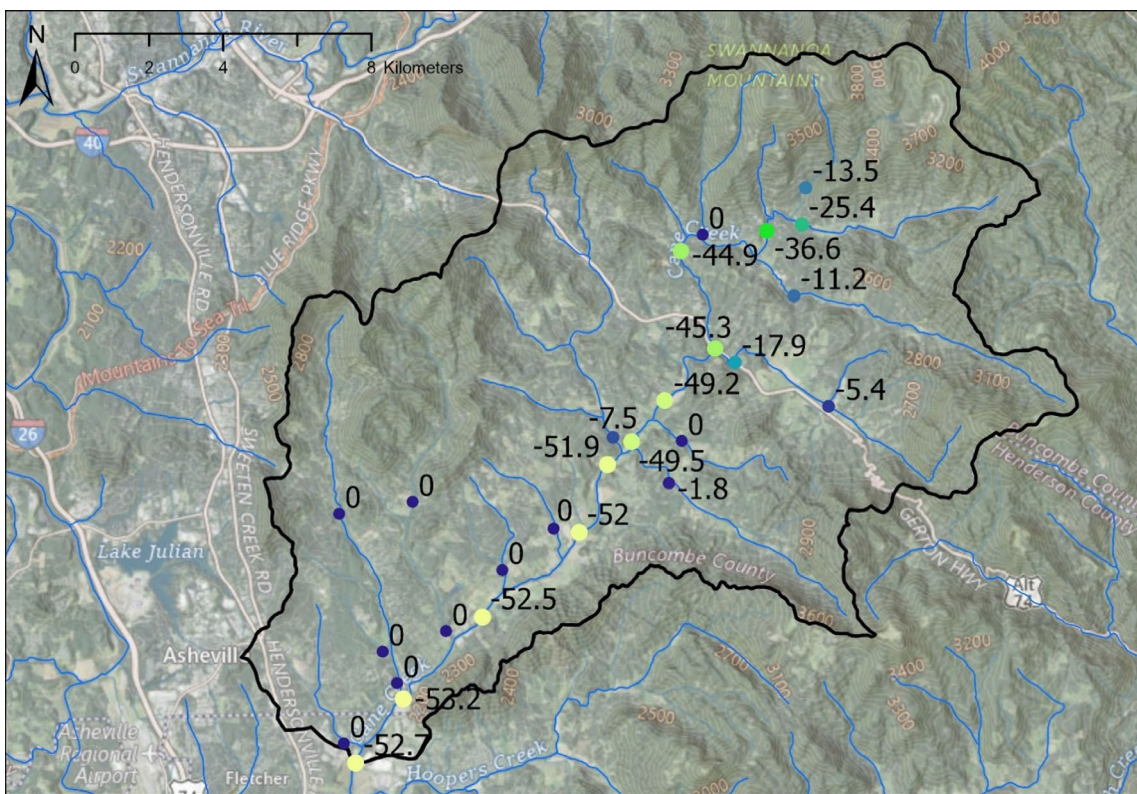 N
0 2 4 8 Kilometers
Swannanoa River
SWANNANOA
MOUNTAINS
3600
4000
3300
3800
4000
2400
3000
3500
3400
3700
3200
40
HENDERSONVILLE RD
BLUE RIDGE PKWY
-13.5
-25.4
0
Cane Creek
-36.6
-44.9
-11.2
2200
2100
Mountains-to-Sea Trl
2800
2500
-45.3
-17.9
2800
3100
-49.2
-5.4
2700
26
SWEETEN CREEK RD
-7.5
0
-51.9
-49.5
-1.8
Buncombe County
Henderson County
0
0
0
-52
GERTON HWY
2900
Lake Julian
Buncombe County
0
Alt
74
-52.5
3600
0
0
Ashevill
HENDERSONVILLE
2300
2700
3100
3200
3400
0
-53.2
2400
2500
3300
Cane Creek
0
-52.7
Asheville
Regional
Airport
Fletcher
Hoopers Creek
74
3000